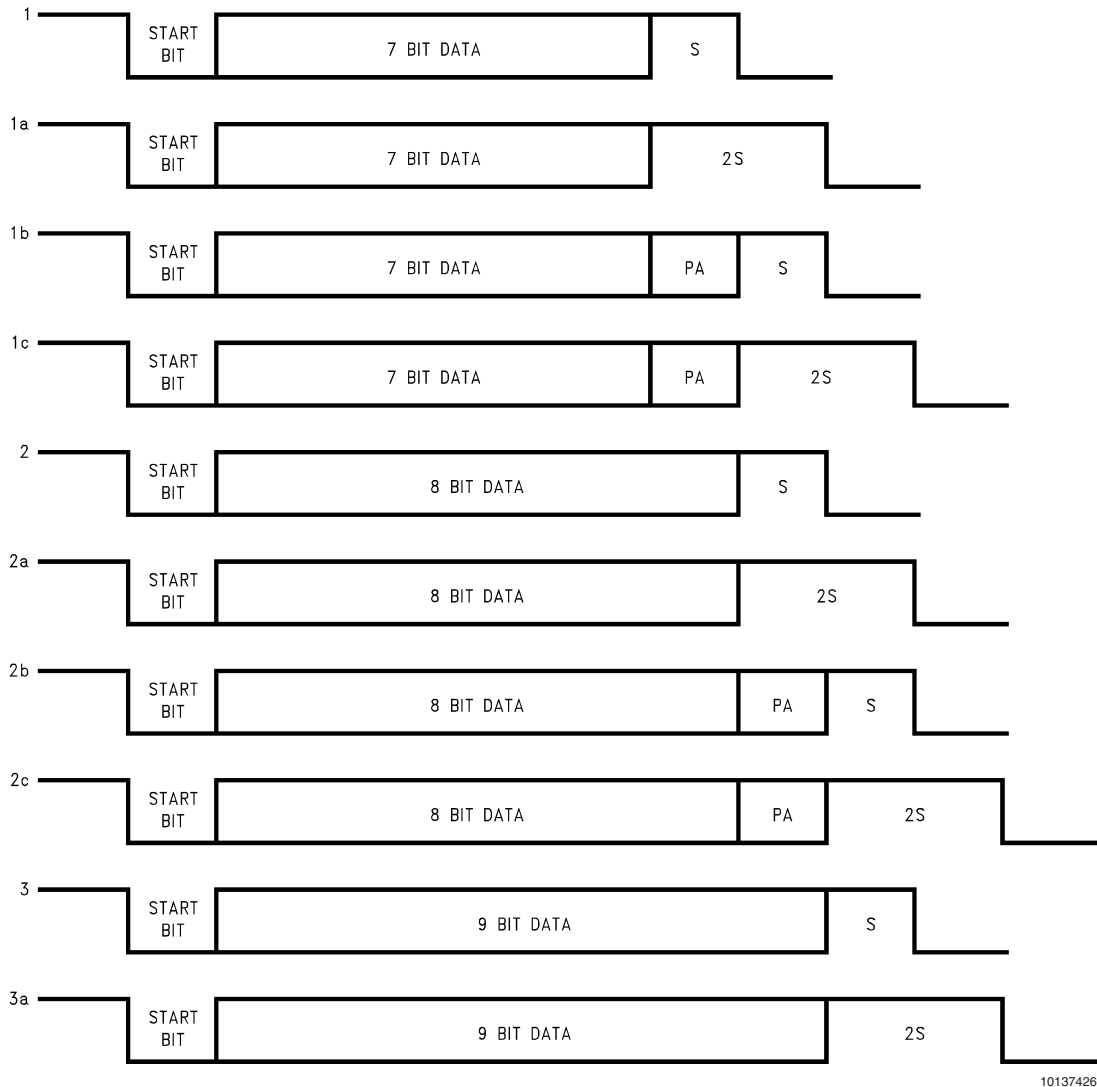 1
START
BIT
7 BIT DATA
S
1a
START
BIT
7 BIT DATA
2S
1b
START
BIT
7 BIT DATA
PA
S
1c
START
BIT
7 BIT DATA
PA
2S
2
START
BIT
8 BIT DATA
S
2a
START
BIT
8 BIT DATA
2S
2b
START
BIT
8 BIT DATA
PA
S
2c
START
BIT
8 BIT DATA
PA
2S
3
START
BIT
9 BIT DATA
S
3a
START
BIT
9 BIT DATA
2S
10137426